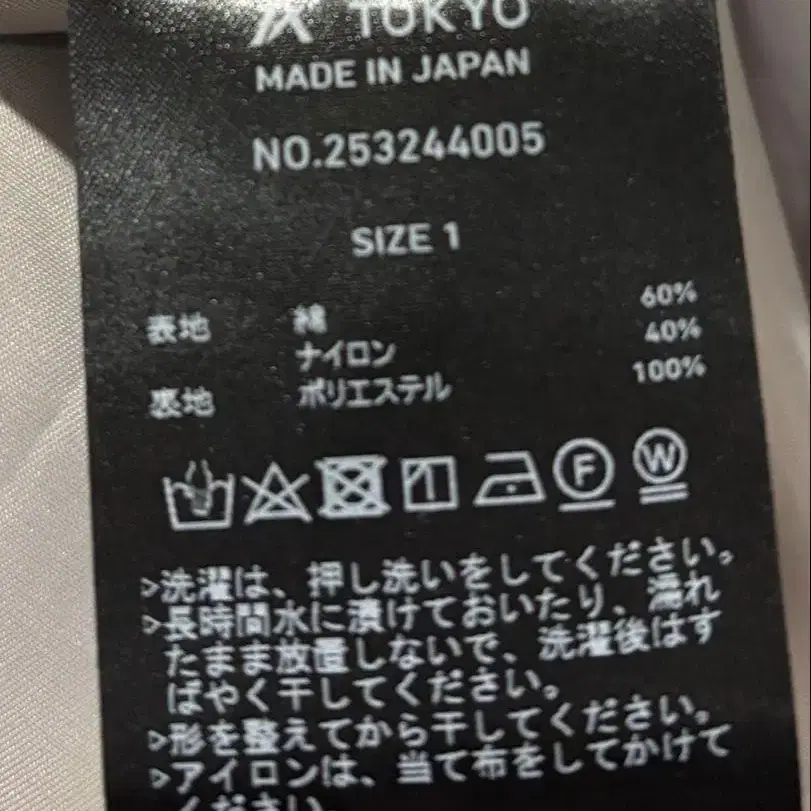 TOKYO
MADE IN JAPAN
NO.253244005
SIZE 1
表地 綿 60%
ナイロン 40%
裏地 ポリエステル 100%
F W
▷洗濯は、押し洗いをしてください。
▷長時間水に漬けておいたり、濡れ
たまま放置しないで、洗濯後はす
ばやく干してください。
▷形を整えてから干してください。
▷アイロンは、当て布をしてかけて
ください。